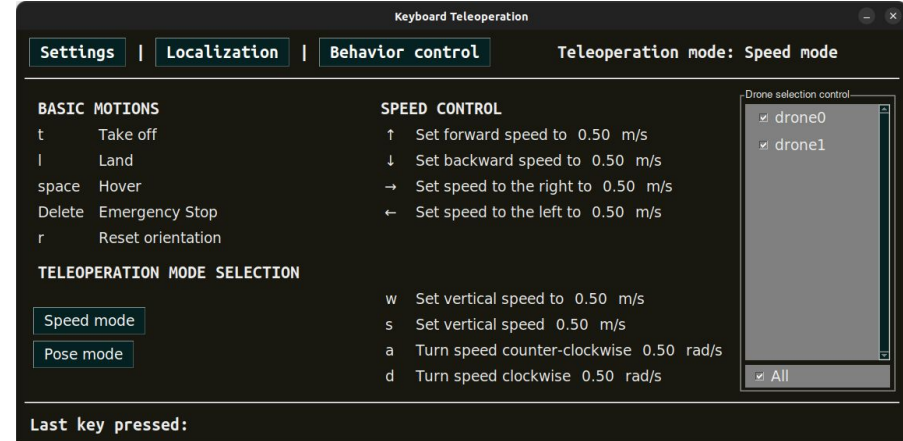 Keyboard Teleoperation
Settings | Localization | Behavior control Teleoperation mode: Speed mode
BASIC MOTIONS
t Take off
l Land
space Hover
Delete Emergency Stop
r Reset orientation
TELEOPERATION MODE SELECTION
Speed mode
Pose mode
SPEED CONTROL
↑ Set forward speed to 0.50 m/s
↓ Set backward speed to 0.50 m/s
→ Set speed to the right to 0.50 m/s
← Set speed to the left to 0.50 m/s
w Set vertical speed to 0.50 m/s
s Set vertical speed 0.50 m/s
a Turn speed counter-clockwise 0.50 rad/s
d Turn speed clockwise 0.50 rad/s
Drone selection control
drone0
drone1
All
Last key pressed: